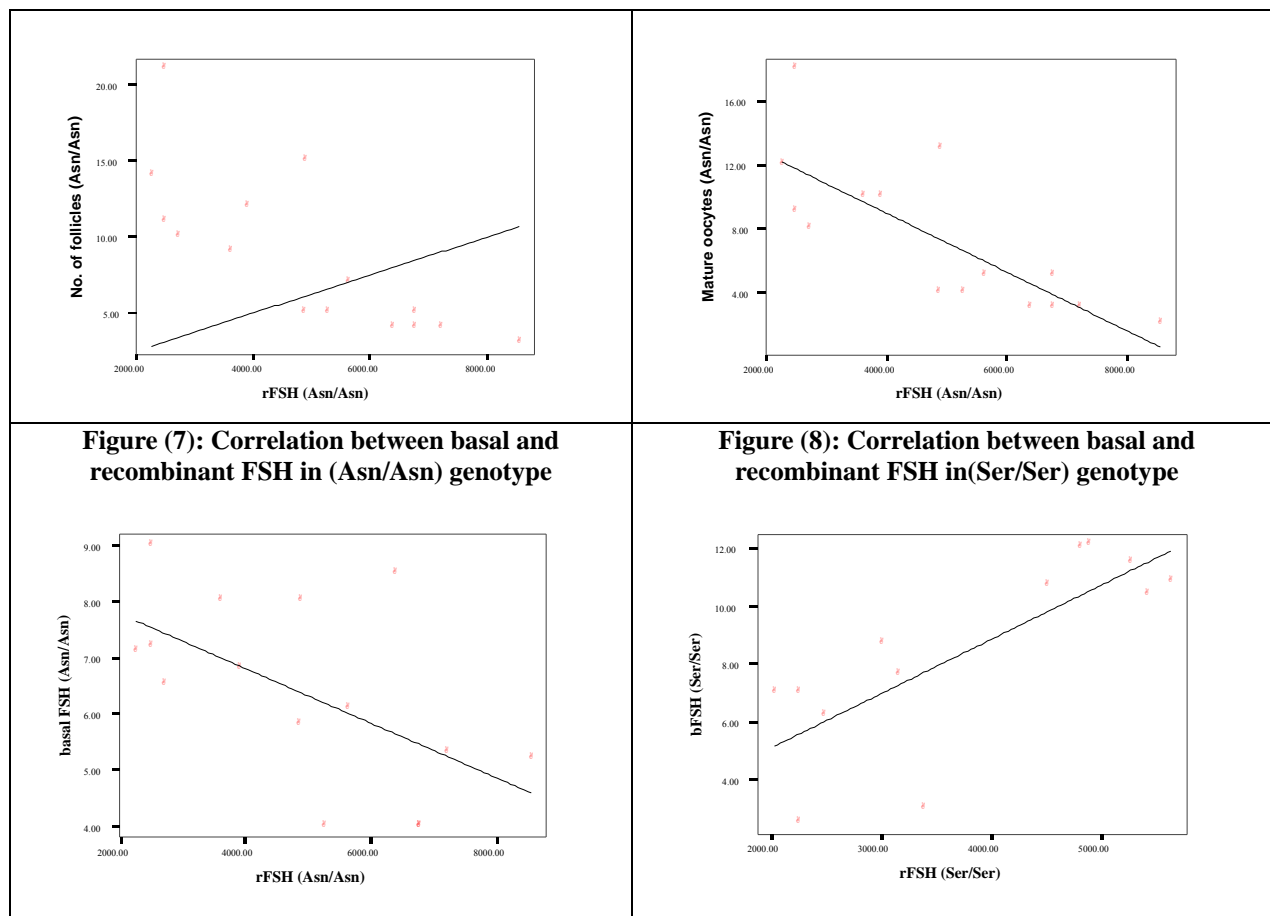 No. of follicles (Asn/Asn)
20.00
15.00
10.00
5.00
2000.00 4000.00 6000.00 8000.00
rFSH (Asn/Asn)
Mature oocytes (Asn/Asn)
16.00
12.00
8.00
4.00
2000.00 4000.00 6000.00 8000.00
rFSH (Asn/Asn)
Figure (7): Correlation between basal and
recombinant FSH in (Asn/Asn) genotype
basal FSH (Asn/Asn)
9.00
8.00
7.00
6.00
5.00
4.00
2000.00 4000.00 6000.00 8000.00
rFSH (Asn/Asn)
Figure (8): Correlation between basal and
recombinant FSH in(Ser/Ser) genotype
bFSH (Ser/Ser)
12.00
10.00
8.00
6.00
4.00
2000.00 3000.00 4000.00 5000.00
rFSH (Ser/Ser)